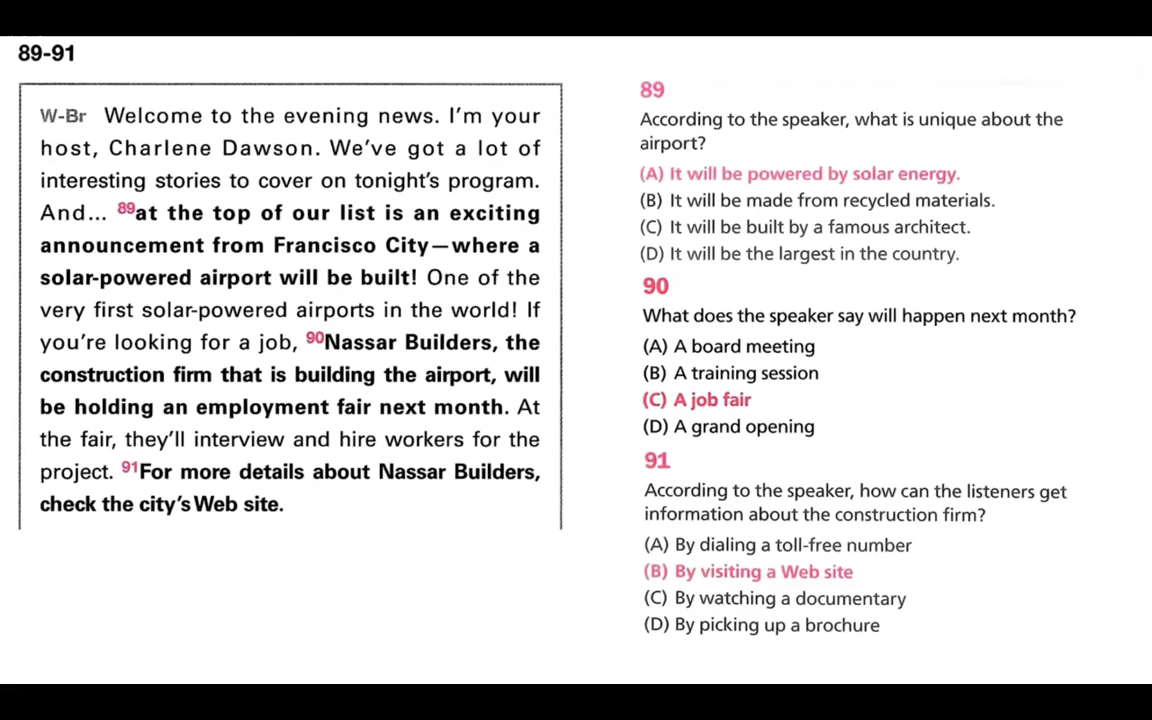 89-91
W-Br Welcome to the evening news. I'm your
host, Charlene Dawson. We've got a lot of
interesting stories to cover on tonight's program.
And... 89at the top of our list is an exciting
announcement from Francisco City—where a
solar-powered airport will be built! One of the
very first solar-powered airports in the world! If
you're looking for a job, 90Nassar Builders, the
construction firm that is building the airport, will
be holding an employment fair next month. At
the fair, they'll interview and hire workers for the
project. 91For more details about Nassar Builders,
check the city's Web site.
89
According to the speaker, what is unique about the
airport?
(A) It will be powered by solar energy.
(B) It will be made from recycled materials.
(C) It will be built by a famous architect.
(D) It will be the largest in the country.
90
What does the speaker say will happen next month?
(A) A board meeting
(B) A training session
(C) A job fair
(D) A grand opening
91
According to the speaker, how can the listeners get
information about the construction firm?
(A) By dialing a toll-free number
(B) By visiting a Web site
(C) By watching a documentary
(D) By picking up a brochure